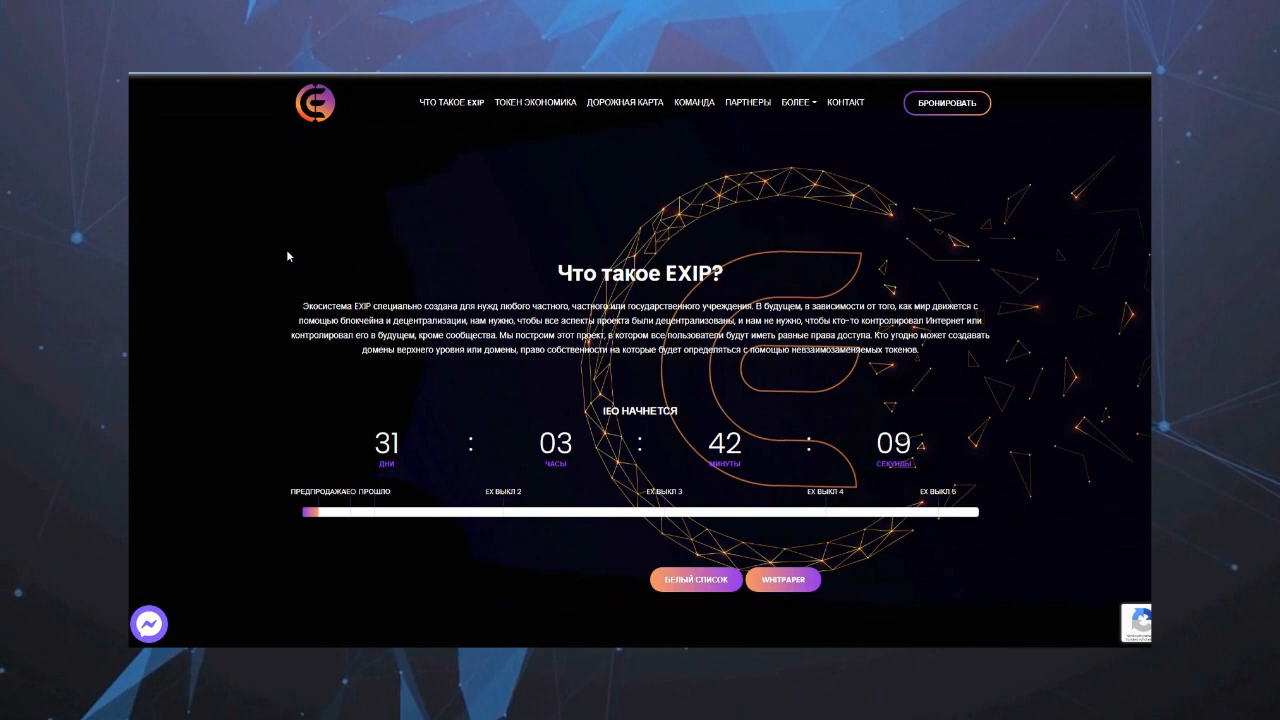 ЧТО ТАКОЕ EXIP ТОКЕН ЭКОНОМИКА ДОРОЖНАЯ КАРТА КОМАНДА ПАРТНЕРЫ БОЛЕЕ КОНТАКТ БРОНИРОВАТЬ
Что такое EXIP?
Экосистема EXIP специально создана для нужд любого частного, частного или государственного учреждения. В будущем, в зависимости от того, как мир движется с
помощью блокчейна и децентрализации, нам нужно, чтобы все аспекты проекта были децентрализованы, и нам не нужно, чтобы кто-то контролировал Интернет или
контролировал его в будущем, кроме сообщества. Мы построим этот проект, в котором все пользователи будут иметь равные права доступа. Кто угодно может создавать
домены верхнего уровня или домены, право собственности на которые будет определяться с помощью невзаимозаменяемых токенов.
IEO НАЧНЕТСЯ
31 : 03 : 42 : 09
ДНИ ЧАСЫ МИНУТЫ СЕКУНДЫ
ПРЕДПРОДАЖАЕО ПРОШЛО EX ВЫКЛ 2 EX ВЫКЛ 3 EX ВЫКЛ 4 EX ВЫКЛ 5
БЕЛЫЙ СПИСОК WHITPAPER